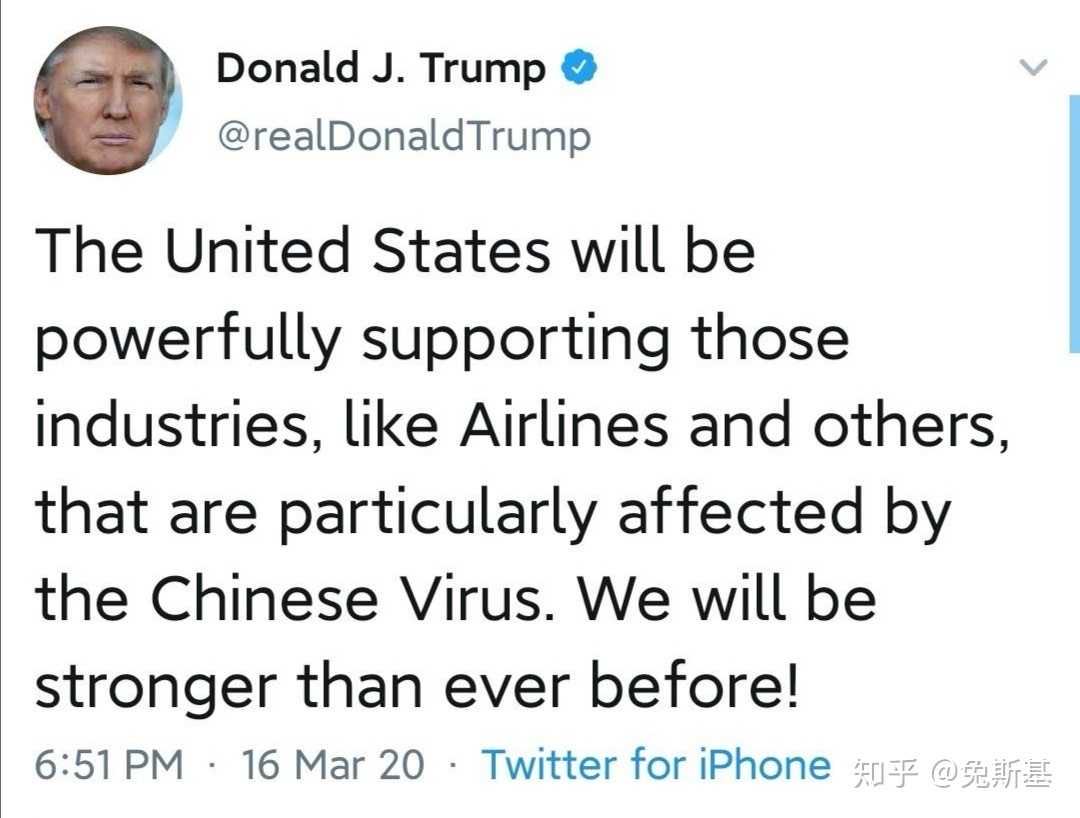 Donald J. Trump
@realDonaldTrump
The United States will be
powerfully supporting those
industries, like Airlines and others,
that are particularly affected by
the Chinese Virus. We will be
stronger than ever before!
6:51 PM · 16 Mar 20 · Twitter for iPhone
知乎 @兔斯基